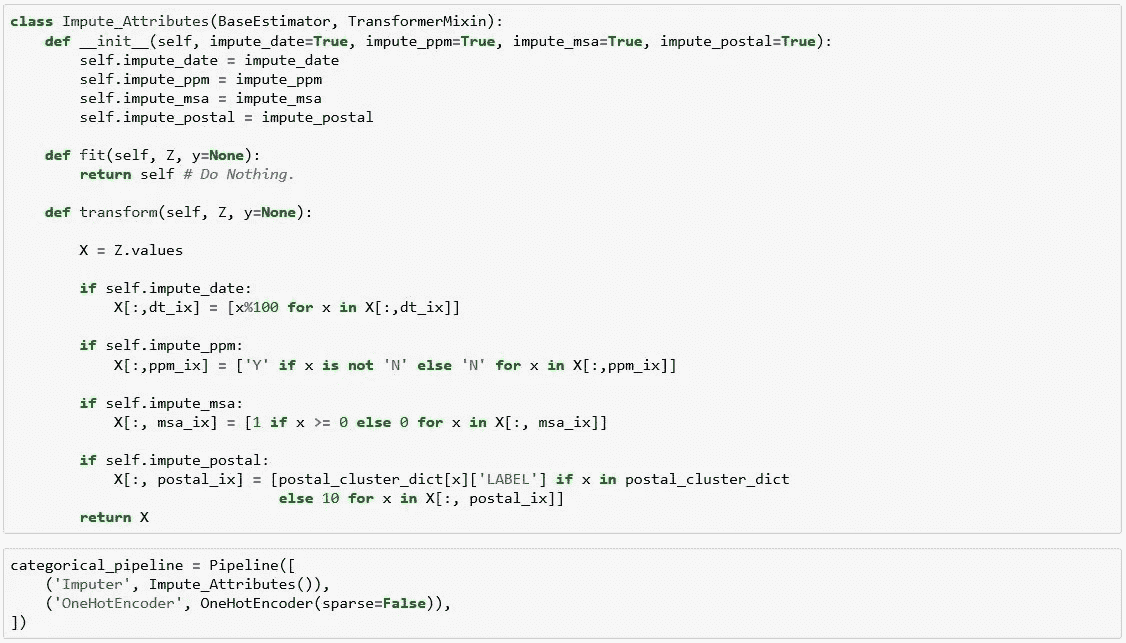 class Impute_Attributes(BaseEstimator, TransformerMixin):
    def __init__(self, impute_date=True, impute_ppm=True, impute_msa=True, impute_postal=True):
        self.impute_date = impute_date
        self.impute_ppm = impute_ppm
        self.impute_msa = impute_msa
        self.impute_postal = impute_postal

    def fit(self, Z, y=None):
        return self # Do Nothing.

    def transform(self, Z, y=None):

        X = Z.values

        if self.impute_date:
            X[:,dt_ix] = [x%100 for x in X[:,dt_ix]]

        if self.impute_ppm:
            X[:,ppm_ix] = ['Y' if x is not 'N' else 'N' for x in X[:,ppm_ix]]

        if self.impute_msa:
            X[:, msa_ix] = [1 if x >= 0 else 0 for x in X[:, msa_ix]]

        if self.impute_postal:
            X[:, postal_ix] = [postal_cluster_dict[x]['LABEL'] if x in postal_cluster_dict
                               else 10 for x in X[:, postal_ix]]
        return X

categorical_pipeline = Pipeline([
    ('Imputer', Impute_Attributes()),
    ('OneHotEncoder', OneHotEncoder(sparse=False)),
])